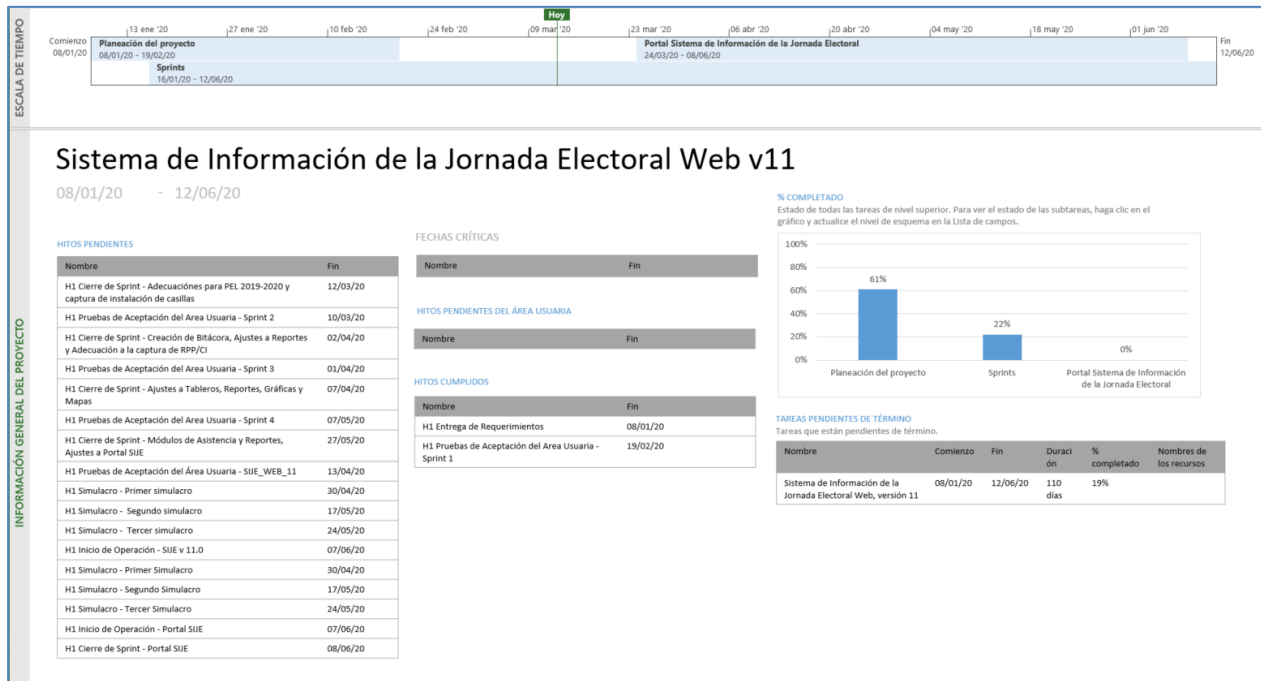 ESCALA DE TIEMPO
Hoy
13 ene '20
27 ene '20
10 feb '20
24 feb '20
09 mar '20
23 mar '20
06 abr '20
20 abr '20
04 may '20
18 may '20
01 jun '20
Comienzo
08/01/20
Planeación del proyecto
08/01/20 - 19/02/20
Portal Sistema de Información de la Jornada Electoral
24/03/20 - 08/06/20
Sprints
16/01/20 - 12/06/20
Fin
12/06/20
INFORMACIÓN GENERAL DEL PROYECTO
Sistema de Información de la Jornada Electoral Web v11
08/01/20 - 12/06/20
HITOS PENDIENTES
Nombre Fin
H1 Cierre de Sprint - Adecuaciónes para PEL 2019-2020 y 12/03/20
captura de instalación de casillas
H1 Pruebas de Aceptación del Area Usuaria - Sprint 2 10/03/20
H1 Cierre de Sprint - Creación de Bitácora, Ajustes a Reportes 02/04/20
y Adecuación a la captura de RPP/CI
H1 Pruebas de Aceptación del Area Usuaria - Sprint 3 01/04/20
H1 Cierre de Sprint - Ajustes a Tableros, Reportes, Gráficas y 07/04/20
Mapas
H1 Pruebas de Aceptación del Area Usuaria - Sprint 4 07/05/20
H1 Cierre de Sprint - Módulos de Asistencia y Reportes, 27/05/20
Ajustes a Portal SIJE
H1 Pruebas de Aceptación del Área Usuaria - SIJE_WEB_11 13/04/20
H1 Simulacro - Primer simulacro 30/04/20
H1 Simulacro - Segundo simulacro 17/05/20
H1 Simulacro - Tercer simulacro 24/05/20
H1 Inicio de Operación - SIJE v 11.0 07/06/20
H1 Simulacro - Primer Simulacro 30/04/20
H1 Simulacro - Segundo Simulacro 17/05/20
H1 Simulacro - Tercer Simulacro 24/05/20
H1 Inicio de Operación - Portal SIJE 07/06/20
H1 Cierre de Sprint - Portal SIJE 08/06/20
FECHAS CRÍTICAS
Nombre Fin
HITOS PENDIENTES DEL ÁREA USUARIA
Nombre Fin
HITOS CUMPLIDOS
Nombre Fin
H1 Entrega de Requerimientos 08/01/20
H1 Pruebas de Aceptación del Area Usuaria - 19/02/20
Sprint 1
% COMPLETADO
Estado de todas las tareas de nivel superior. Para ver el estado de las subtareas, haga clic en el
gráfico y actualice el nivel de esquema en la Lista de campos.
100%
80%
60%
40%
20%
0%
61%
22%
0%
Planeación del proyecto
Sprints
Portal Sistema de Información
de la Jornada Electoral
TAREAS PENDIENTES DE TÉRMINO
Tareas que están pendientes de término.
Nombre Comienzo Fin Duraci % Nombres de
ón completado los recursos
Sistema de Información de la 08/01/20 12/06/20 110 19%
Jornada Electoral Web, versión 11 días